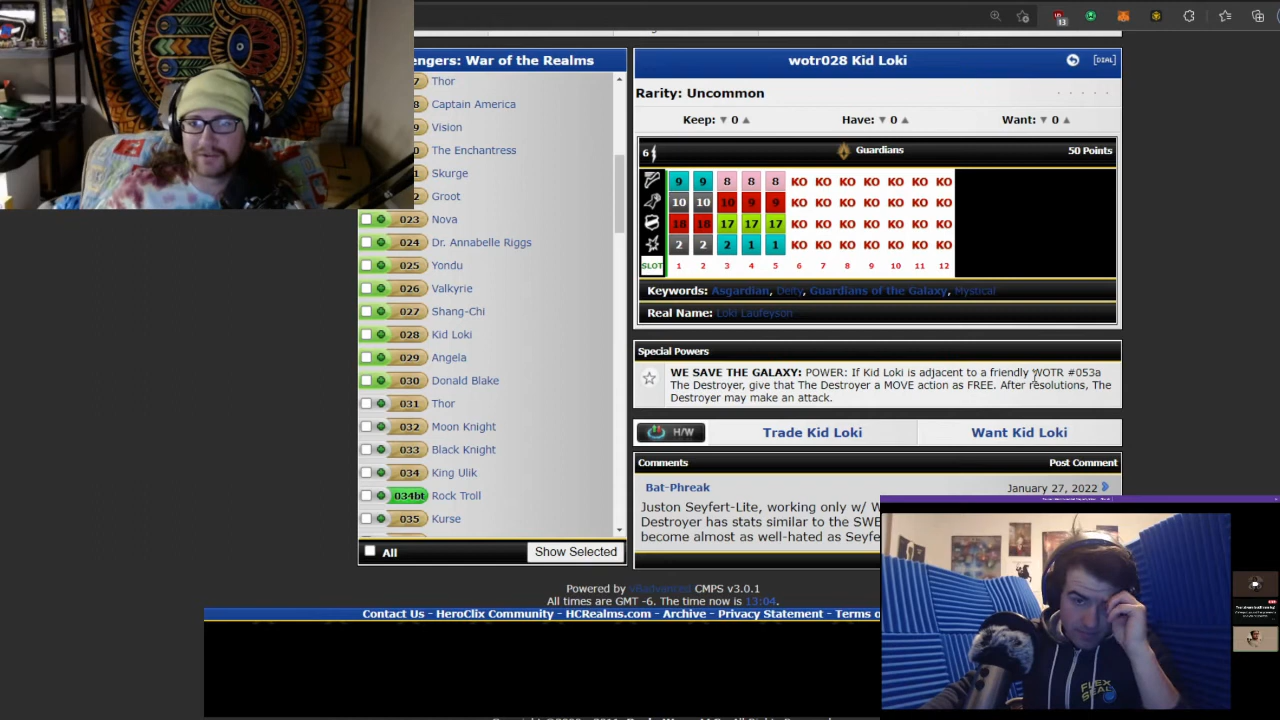 13
engers: War of the Realms
7 Thor
8 Captain America
9 Vision
0 The Enchantress
1 Skurge
2 Groot
023 Nova
024 Dr. Annabelle Riggs
025 Yondu
026 Valkyrie
027 Shang-Chi
028 Kid Loki
029 Angela
030 Donald Blake
031 Thor
032 Moon Knight
033 Black Knight
034 King Ulik
034bt Rock Troll
035 Kurse
All
Show Selected
wotr028 Kid Loki
[DIAL]
Rarity: Uncommon
Keep: ▼ 0 ▲ Have: ▼ 0 ▲ Want: ▼ 0 ▲
6 Guardians 50 Points
9 9 8 8 8 KO KO KO KO KO KO KO
10 10 10 9 9 KO KO KO KO KO KO KO
18 18 17 17 17 KO KO KO KO KO KO KO
2 2 2 1 1 KO KO KO KO KO KO KO
SLOT 1 2 3 4 5 6 7 8 9 10 11 12
Keywords: Asgardian, Deity, Guardians of the Galaxy, Mystical
Real Name: Loki Laufeyson
Special Powers
WE SAVE THE GALAXY: POWER: If Kid Loki is adjacent to a friendly WOTR #053a
The Destroyer, give that The Destroyer a MOVE action as FREE. After resolutions, The
Destroyer may make an attack.
H/W Trade Kid Loki Want Kid Loki
Comments Post Comment
Bat-Phreak January 27, 2022
Juston Seyfert-Lite, working only w/ W
Destroyer has stats similar to the SWE
become almost as well-hated as Seyfe
Powered by vBadvanced CMPS v3.0.1
All times are GMT -6. The time now is 13:04.
Contact Us - HeroClix Community - HCRealms.com - Archive - Privacy Statement - Terms o
FLEX
SEAL